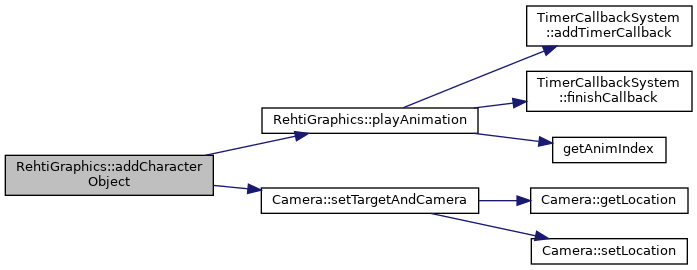 RehtiGraphics::addCharacter
Object
RehtiGraphics::playAnimation
TimerCallbackSystem
::addTimerCallback
TimerCallbackSystem
::finishCallback
getAnimIndex
Camera::setTargetAndCamera
Camera::getLocation
Camera::setLocation